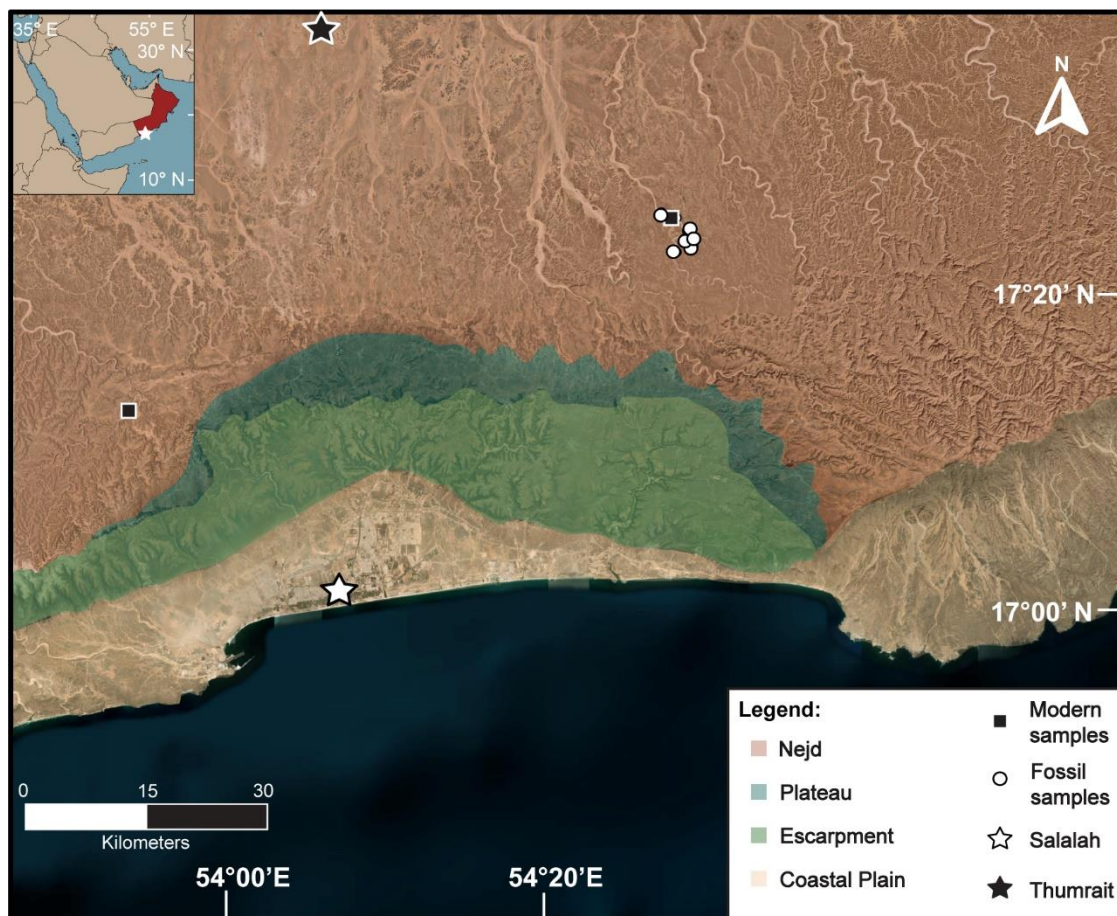 35° E
55° E
30° N
10° N
N
17°20' N
17°00' N
0
15
30
Kilometers
54°00'E
54°20'E
Legend:
Nejd
Plateau
Escarpment
Coastal Plain
Modern
samples
Fossil
samples
Salalah
Thumrait